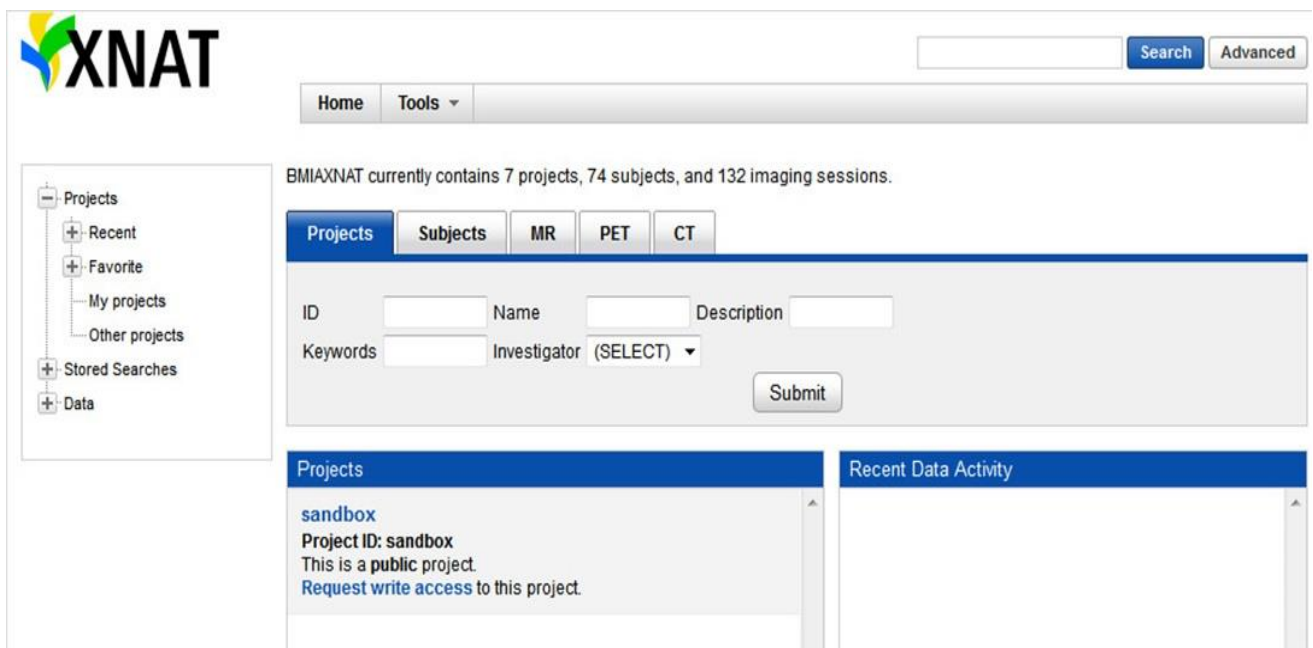 XNAT
Search Advanced
Home Tools
BMIAXNAT currently contains 7 projects, 74 subjects, and 132 imaging sessions.
Projects
Recent
Favorite
My projects
Other projects
Stored Searches
Data
Projects Subjects MR PET CT
ID Name Description
Keywords Investigator (SELECT)
Submit
Projects
sandbox
Project ID: sandbox
This is a public project.
Request write access to this project.
Recent Data Activity